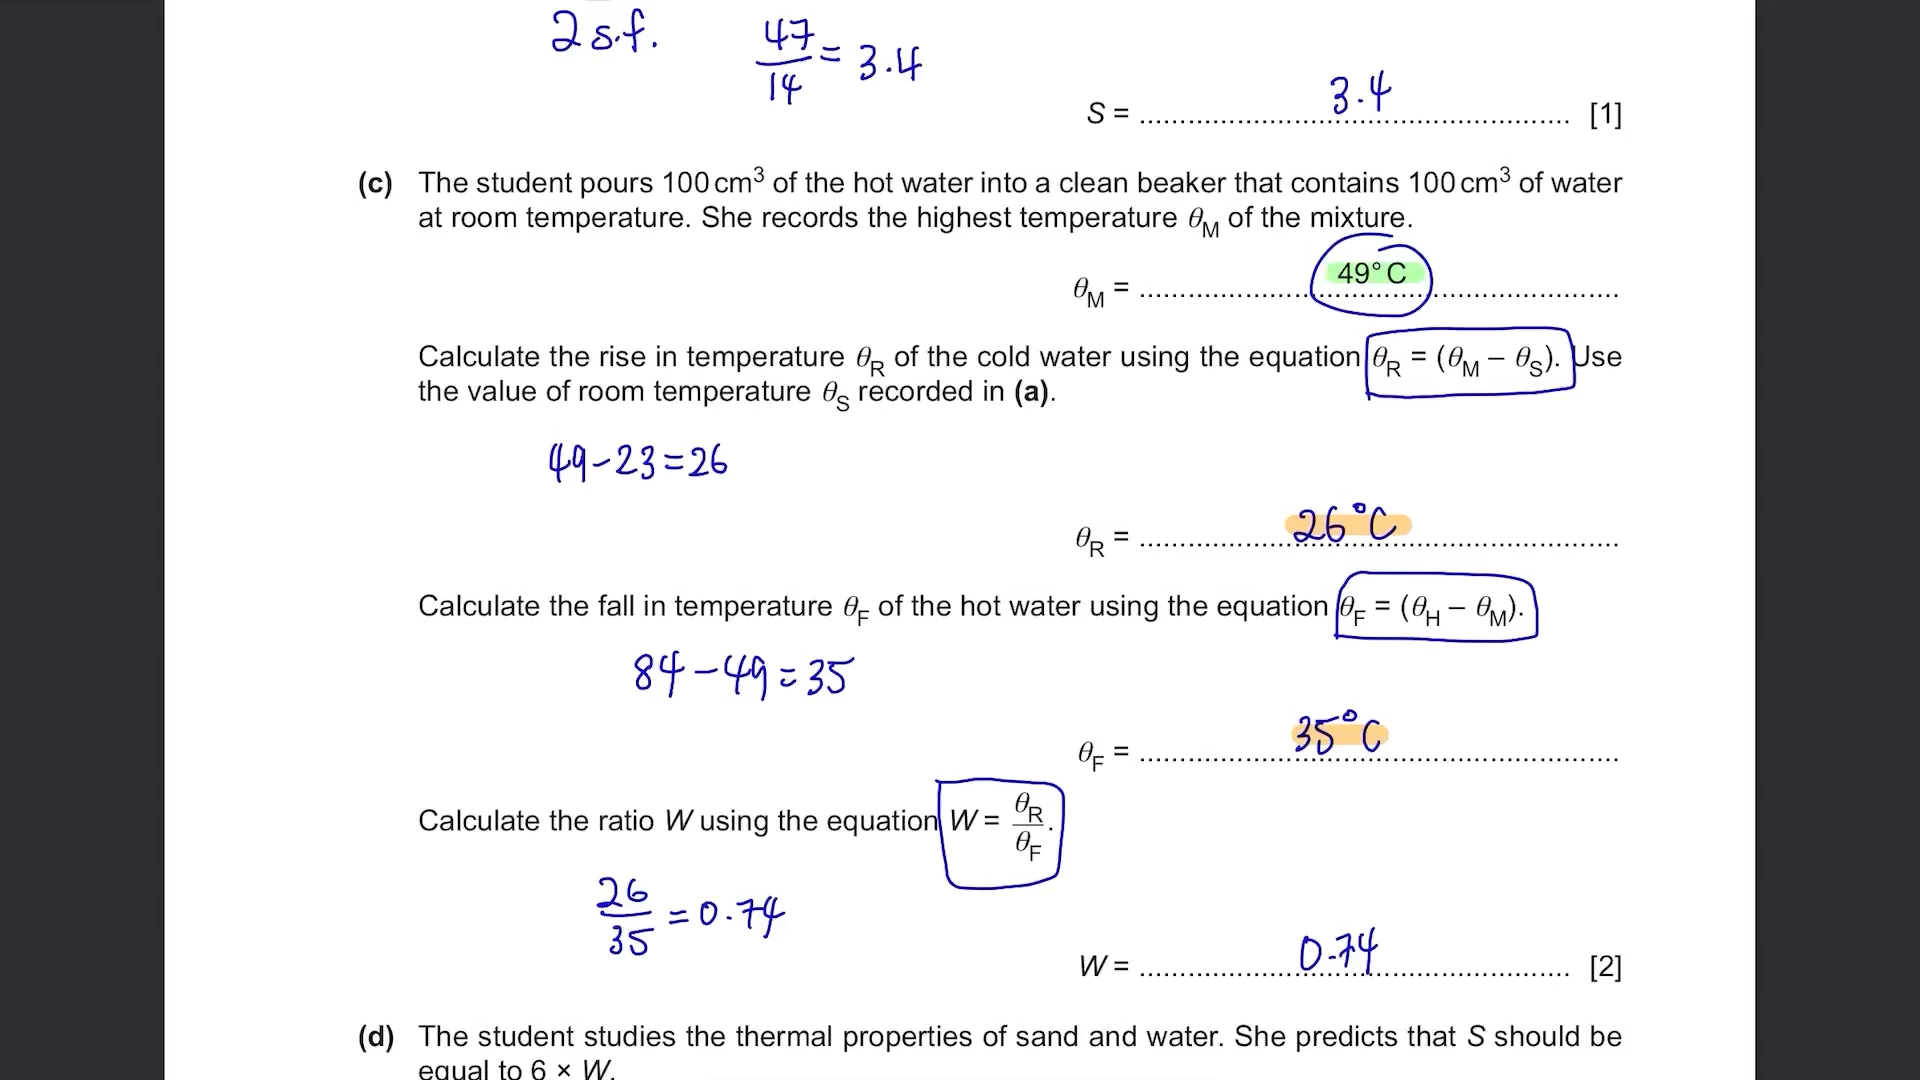 2 s.f. 47/14 = 3.4
S = ........................ 3.4 ........................ [1]
(c) The student pours 100 cm³ of the hot water into a clean beaker that contains 100 cm³ of water
at room temperature. She records the highest temperature θM of the mixture.
θM = ........................ 49°C ........................
Calculate the rise in temperature θR of the cold water using the equation θR = (θM – θS). Use
the value of room temperature θS recorded in (a).
49-23=26
θR = ........................ 26°C ........................
Calculate the fall in temperature θF of the hot water using the equation θF = (θH – θM).
84-49=35
θF = ........................ 35°C ........................
Calculate the ratio W using the equation W = θR/θF.
26/35 = 0.74
W = ........................ 0.74 ........................ [2]
(d) The student studies the thermal properties of sand and water. She predicts that S should be
equal to 6 × W.